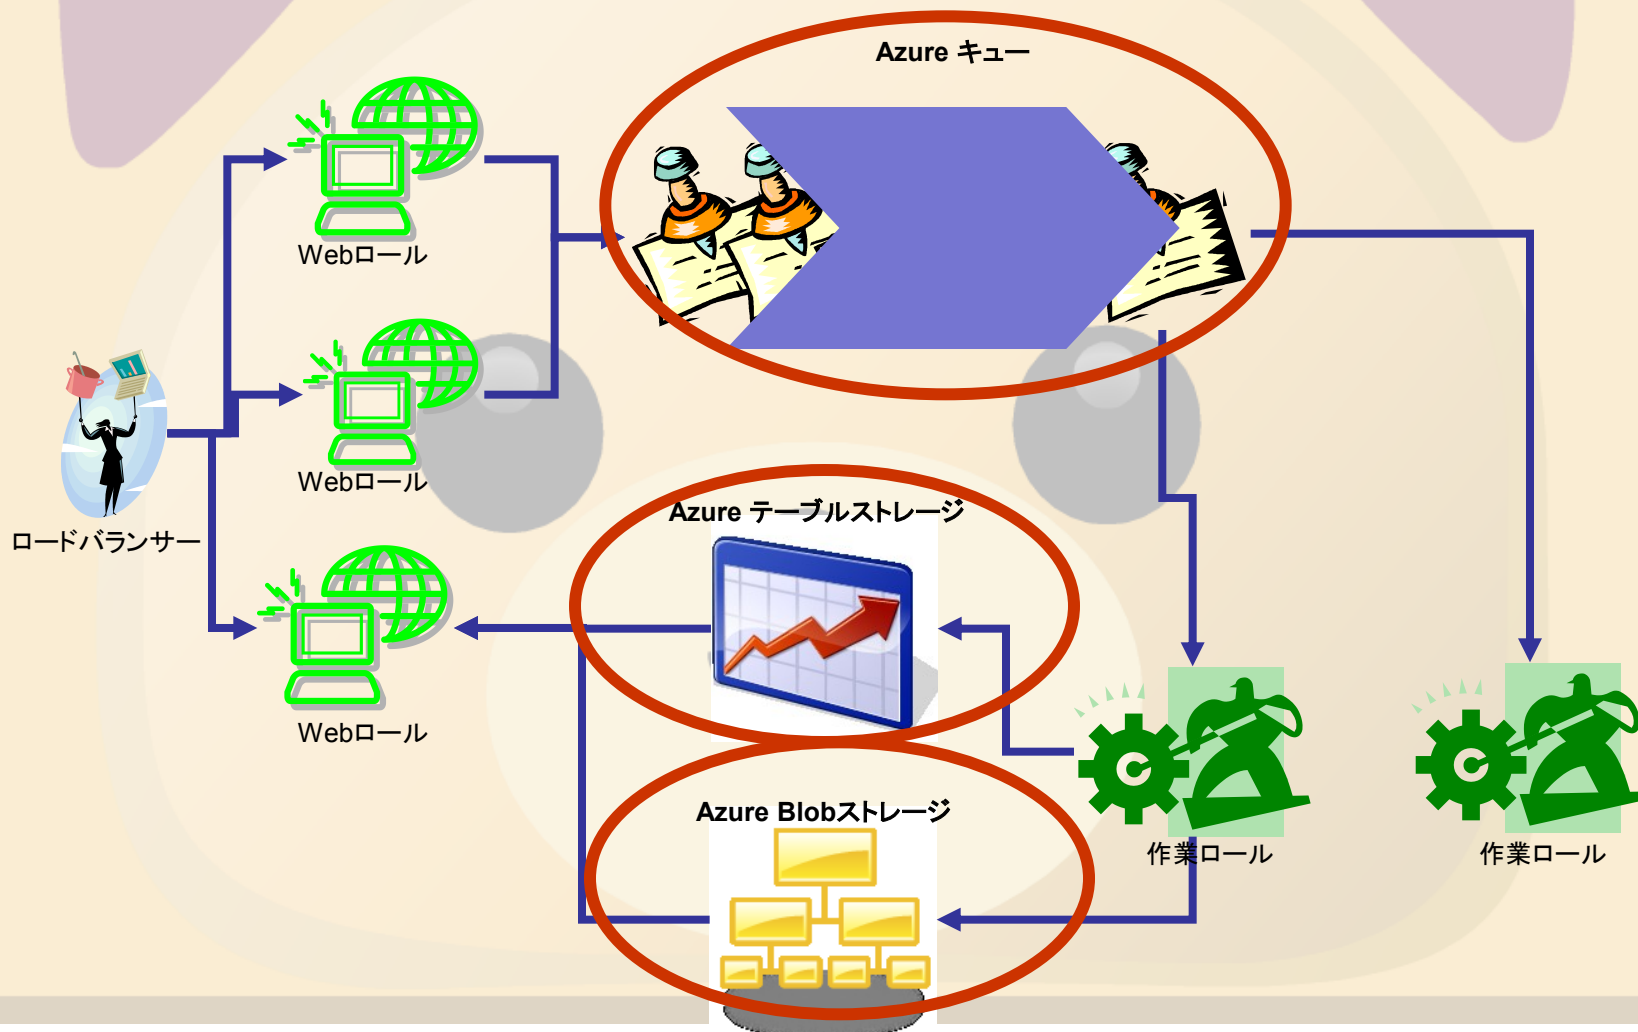 Azure キュー
Webロール
Webロール
ロードバランサー
Azure テーブルストレージ
Webロール
Azure Blobストレージ
作業ロール
作業ロール